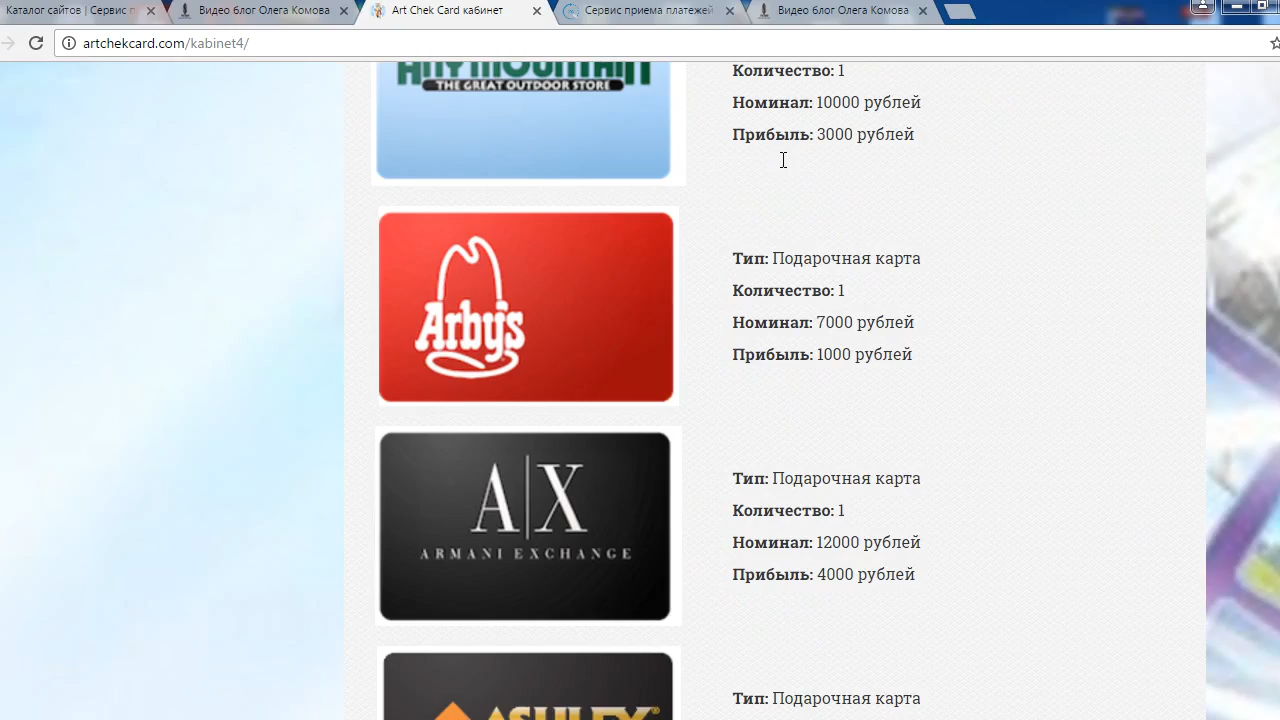 Каталог сайтов | Сервис п
Видео блог Олега Комова
Art Chek Card кабинет
Сервис приема платежей
Видео блог Олега Комова
artchekcard.com/kabinet4/
ANY MOUNTAIN
THE GREAT OUTDOOR STORE
Количество: 1
Номинал: 10000 рублей
Прибыль: 3000 рублей
Arby's
Тип: Подарочная карта
Количество: 1
Номинал: 7000 рублей
Прибыль: 1000 рублей
A|X
ARMANI EXCHANGE
Тип: Подарочная карта
Количество: 1
Номинал: 12000 рублей
Прибыль: 4000 рублей
ASHLEY
Тип: Подарочная карта